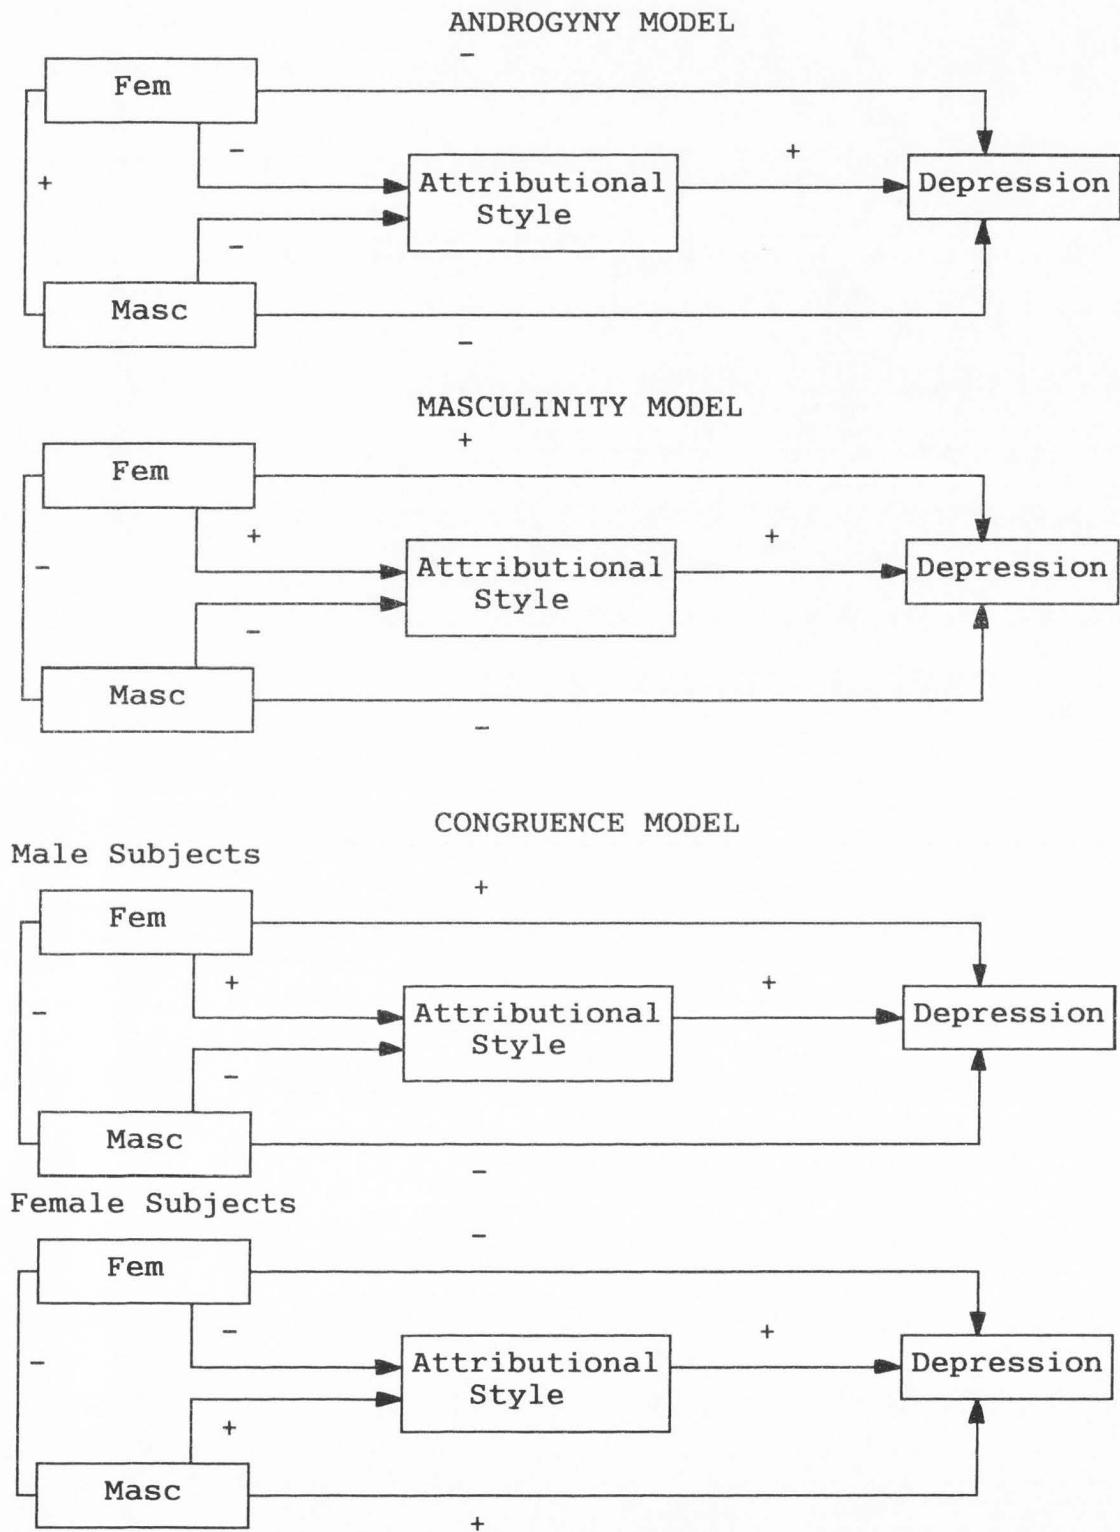 ANDROGYNY MODEL
−
Fem
− +
+ Attributional Depression
Style
−
Masc
−
MASCULINITY MODEL
+
Fem
+ +
− Attributional Depression
Style
−
Masc
−
CONGRUENCE MODEL
Male Subjects
+
Fem
+ +
− Attributional Depression
Style
−
Masc
−
Female Subjects
−
Fem
− +
− Attributional Depression
Style
+
Masc
+